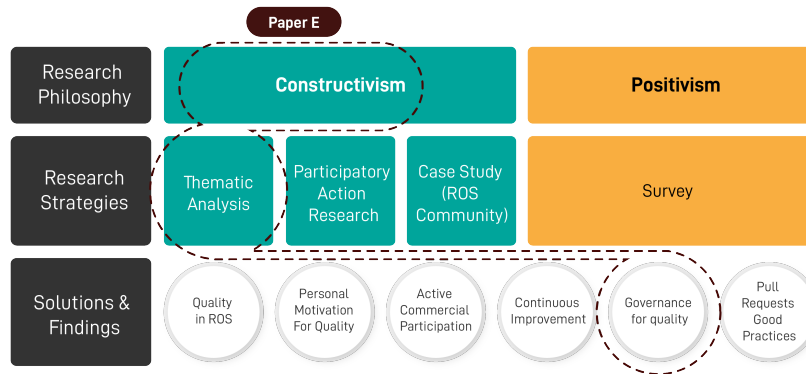 Paper E
Research
Philosophy
Constructivism
Positivism
Research
Strategies
Thematic
Analysis
Participatory
Action
Research
Case Study
(ROS
Community)
Survey
Solutions &
Findings
Quality
in ROS
Personal
Motivation
For Quality
Active
Commercial
Participation
Continuous
Improvement
Governance
for quality
Pull
Requests
Good
Practices